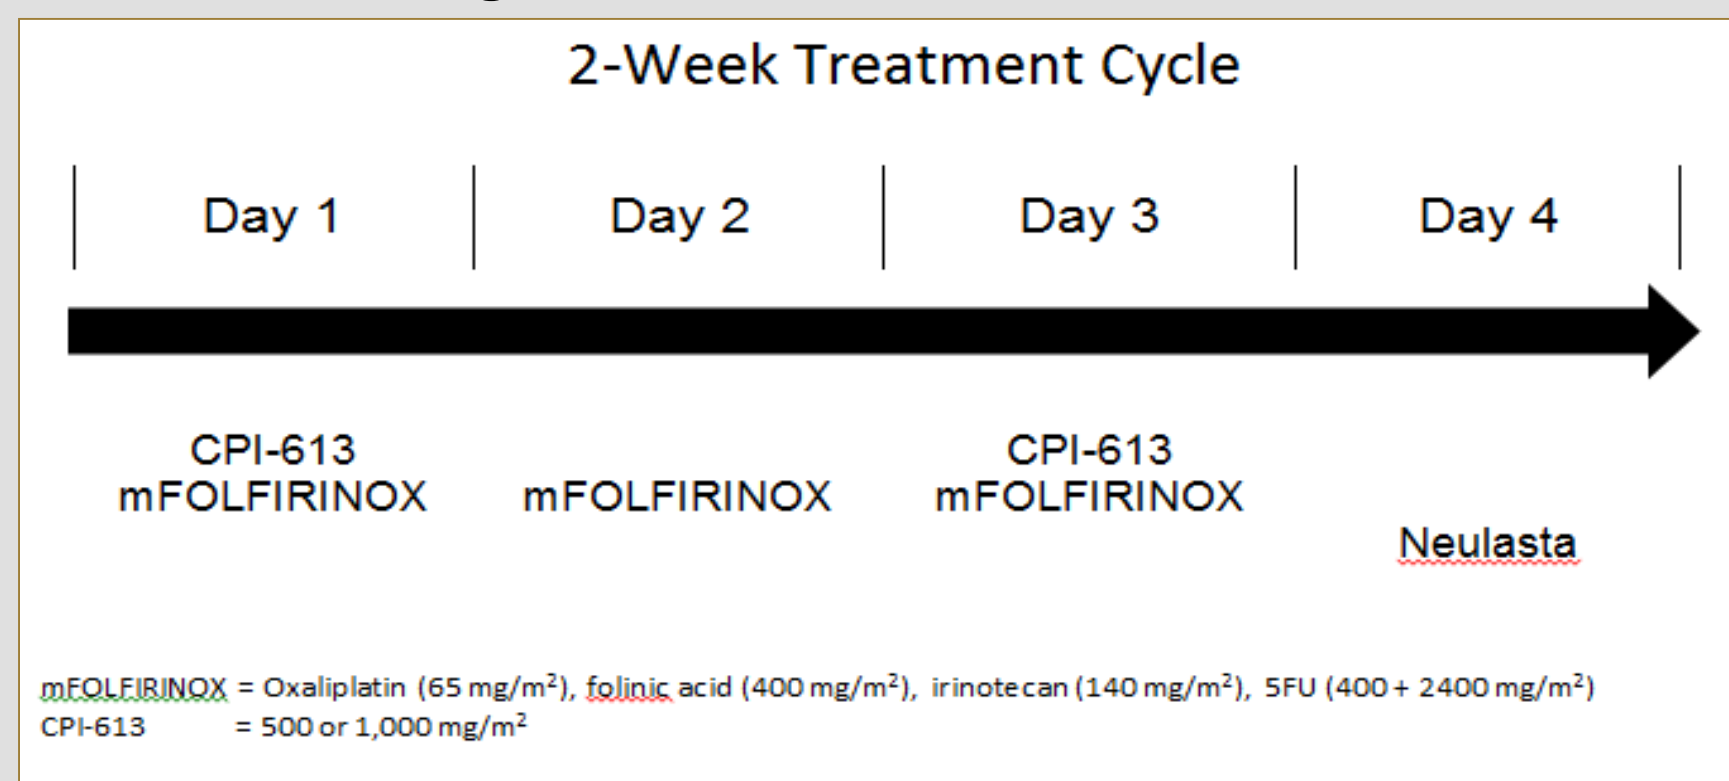 2-Week Treatment Cycle
Day 1 Day 2 Day 3 Day 4
CPI-613 CPI-613
mFOLFIRINOX mFOLFIRINOX mFOLFIRINOX
Neulasta
mFOLFIRINOX = Oxaliplatin (65 mg/m²), folinic acid (400 mg/m²), irinotecan (140 mg/m²), 5FU (400 + 2400 mg/m²)
CPI-613 = 500 or 1,000 mg/m²